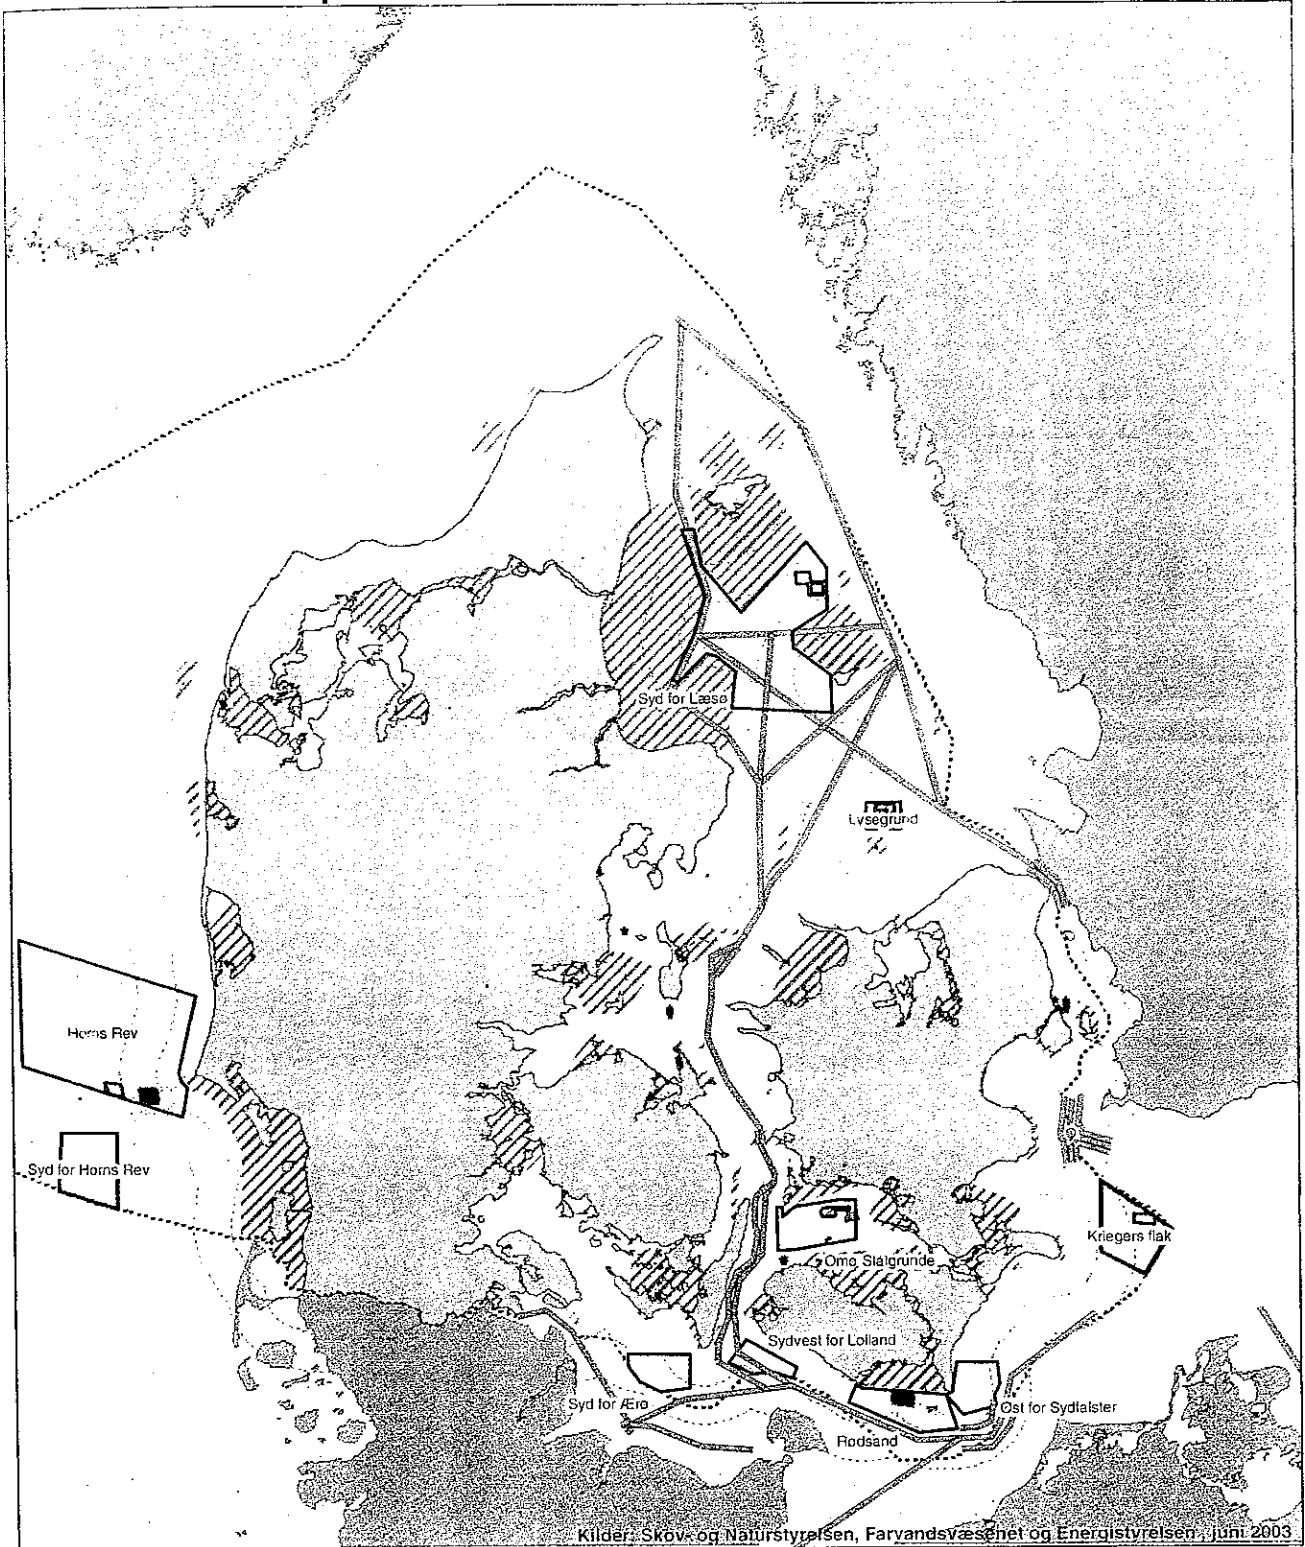 Syd for Læsø
Lysegrund
Horns Rev
Syd for Horns Rev
Kriegers flak
Omø Stålgrunde
Sydvest for Lolland
Syd for Ærø
Øst for Sydfalster
Rødsand
Kilder: Skov- og Naturstyrelsen, Farvandsvæsenet og Energistyrelsen, juni 2003